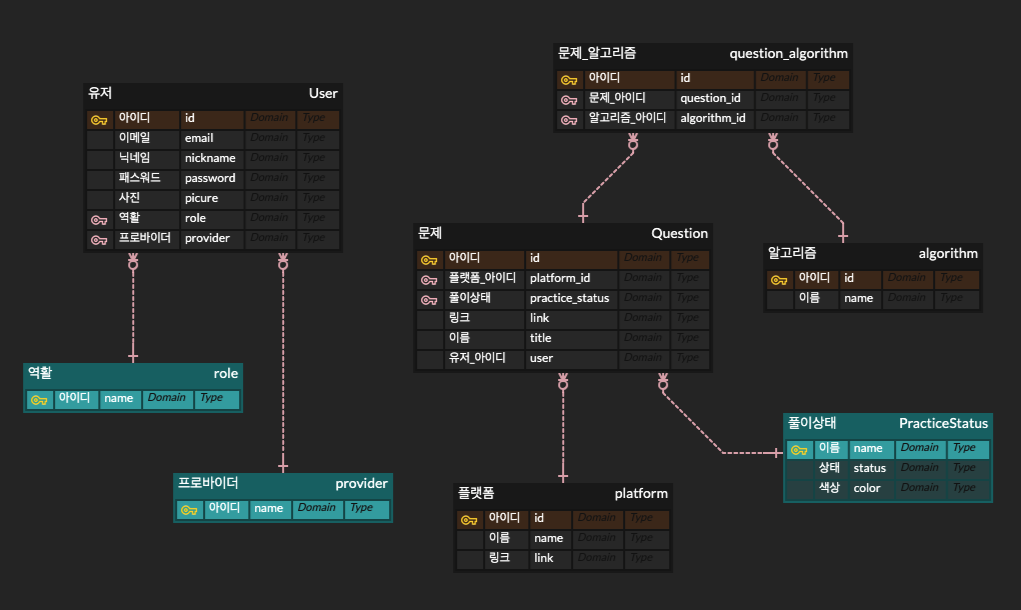 유저 User
아이디 id Domain Type
이메일 email Domain Type
닉네임 nickname Domain Type
패스워드 password Domain Type
사진 picure Domain Type
역활 role Domain Type
프로바이더 provider Domain Type
역활 role
아이디 name Domain Type
프로바이더 provider
아이디 name Domain Type
문제_알고리즘 question_algorithm
아이디 id Domain Type
문제_아이디 question_id Domain Type
알고리즘_아이디 algorithm_id Domain Type
문제 Question
아이디 id Domain Type
플랫폼_아이디 platform_id Domain Type
풀이상태 practice_status Domain Type
링크 link Domain Type
이름 title Domain Type
유저_아이디 user Domain Type
알고리즘 algorithm
아이디 id Domain Type
이름 name Domain Type
플랫폼 platform
아이디 id Domain Type
이름 name Domain Type
링크 link Domain Type
풀이상태 PracticeStatus
이름 name Domain Type
상태 status Domain Type
색상 color Domain Type